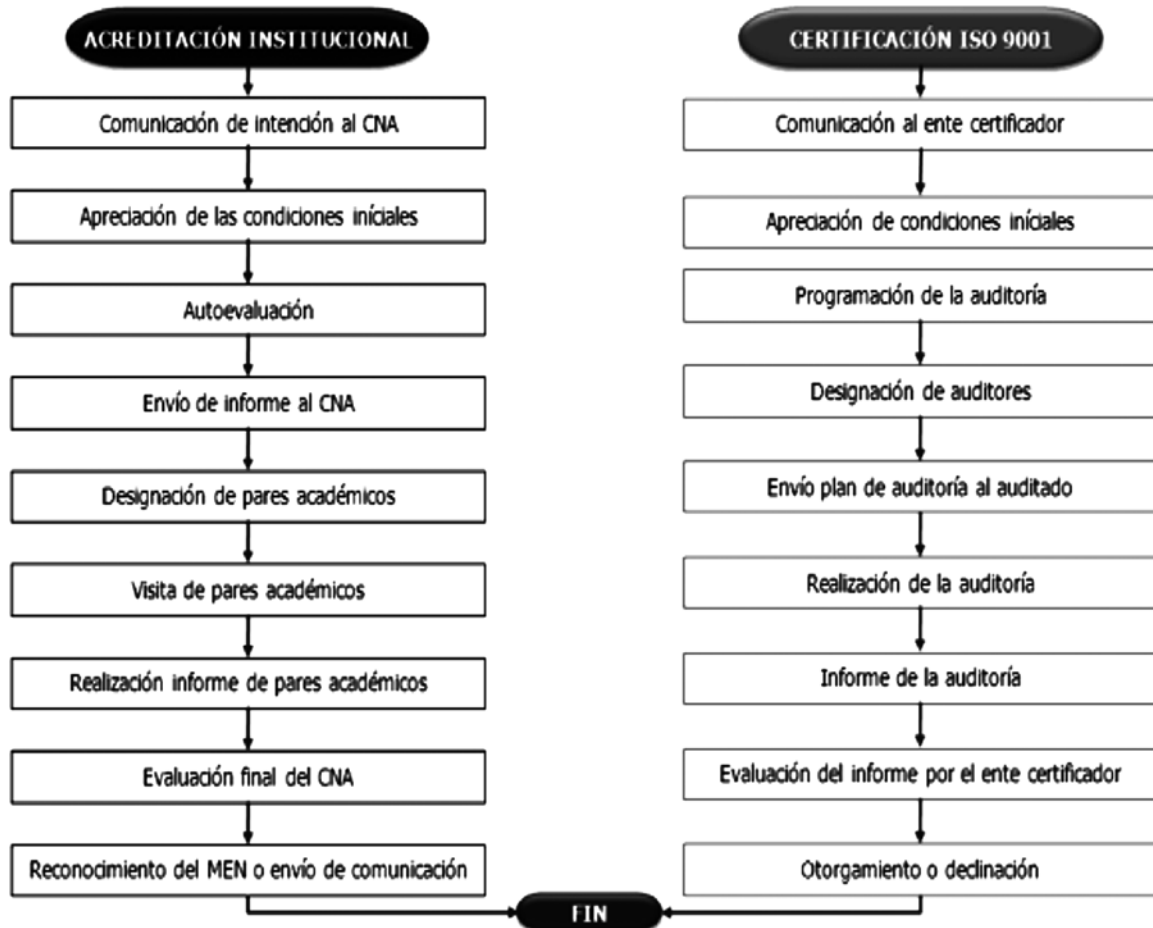 ACREDITACIÓN INSTITUCIONAL
Comunicación de intención al CNA
Apreciación de las condiciones iníciales
Autoevaluación
Envío de informe al CNA
Designación de pares académicos
Visita de pares académicos
Realización informe de pares académicos
Evaluación final del CNA
Reconocimiento del MEN o envío de comunicación
CERTIFICACIÓN ISO 9001
Comunicación al ente certificador
Apreciación de condiciones iníciales
Programación de la auditoría
Designación de auditores
Envío plan de auditoría al auditado
Realización de la auditoría
Informe de la auditoría
Evaluación del informe por el ente certificador
Otorgamiento o declinación
FIN